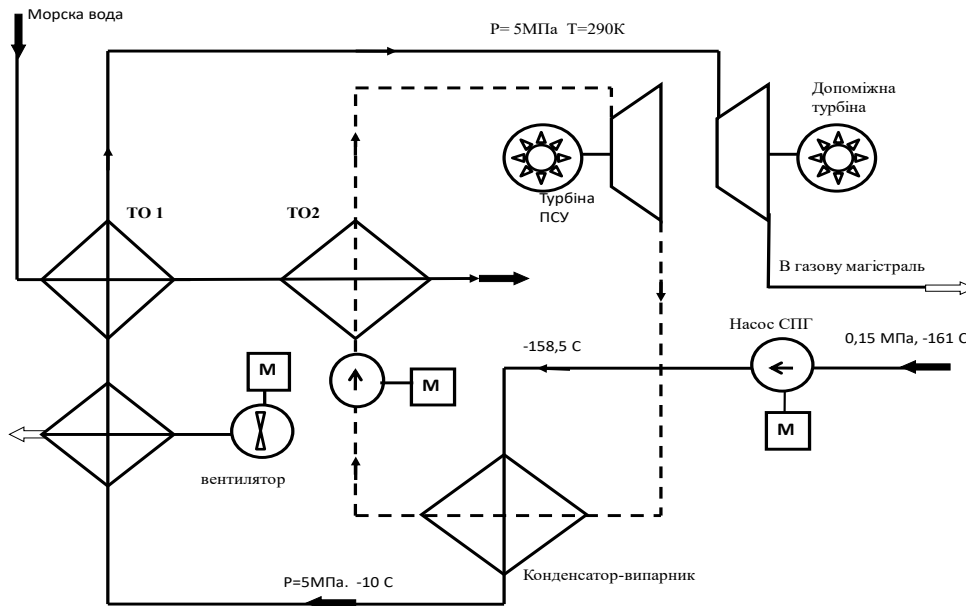 Морска вода
P= 5МПа T=290К
Допоміжна
турбіна
ТО 1
ТО2
Турбіна
ПСУ
В газову магістраль
Насос СПГ
0,15 МПа, -161 С
-158,5 С
М
М
М
вентилятор
Конденсатор-випарник
Р=5МПа. -10 С